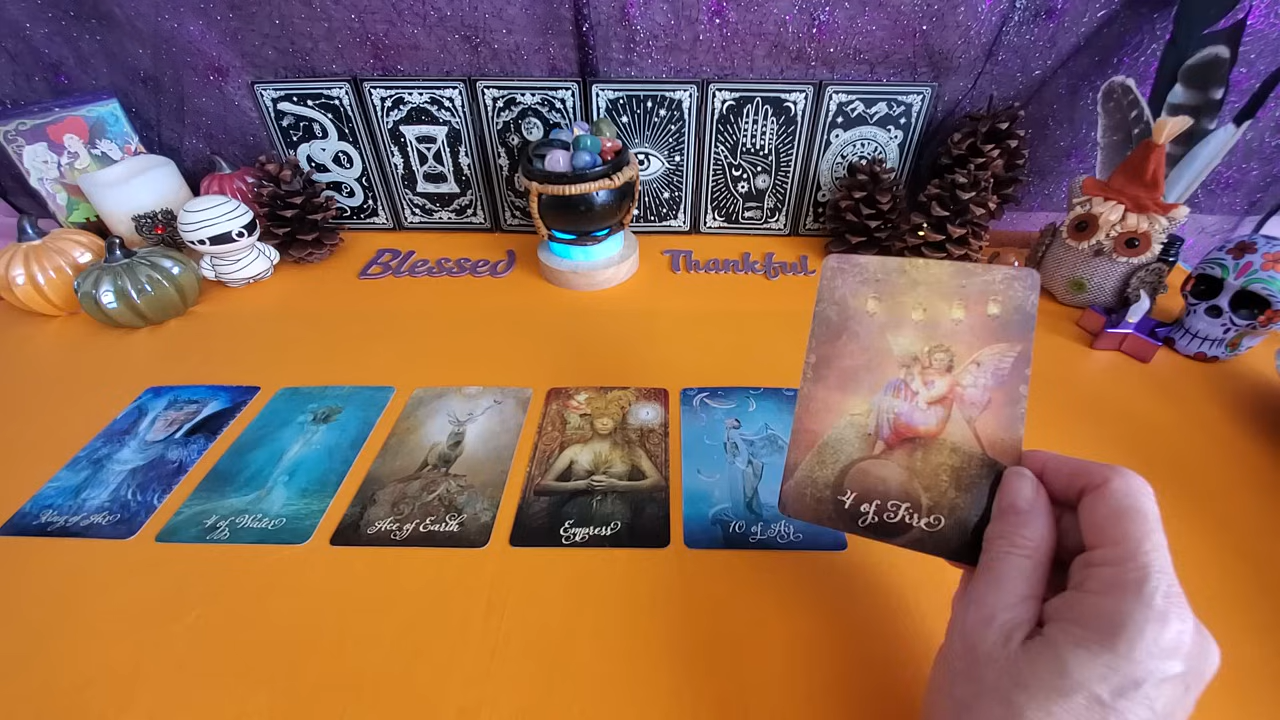 Blessed
Thankful
King of Air
4 of Water
Ace of Earth
Empress
10 of Air
4 of Fire